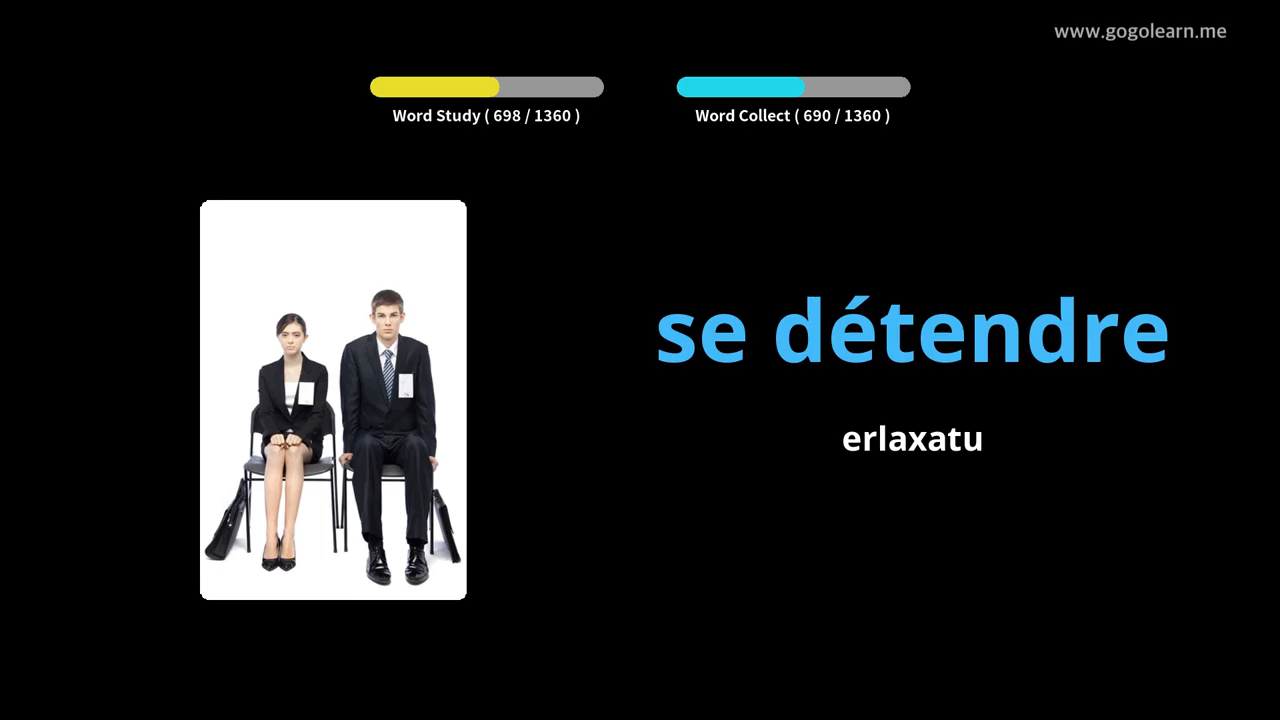 www.gogolearn.me
Word Study ( 698 / 1360 )
Word Collect ( 690 / 1360 )
se détendre
erlaxatu